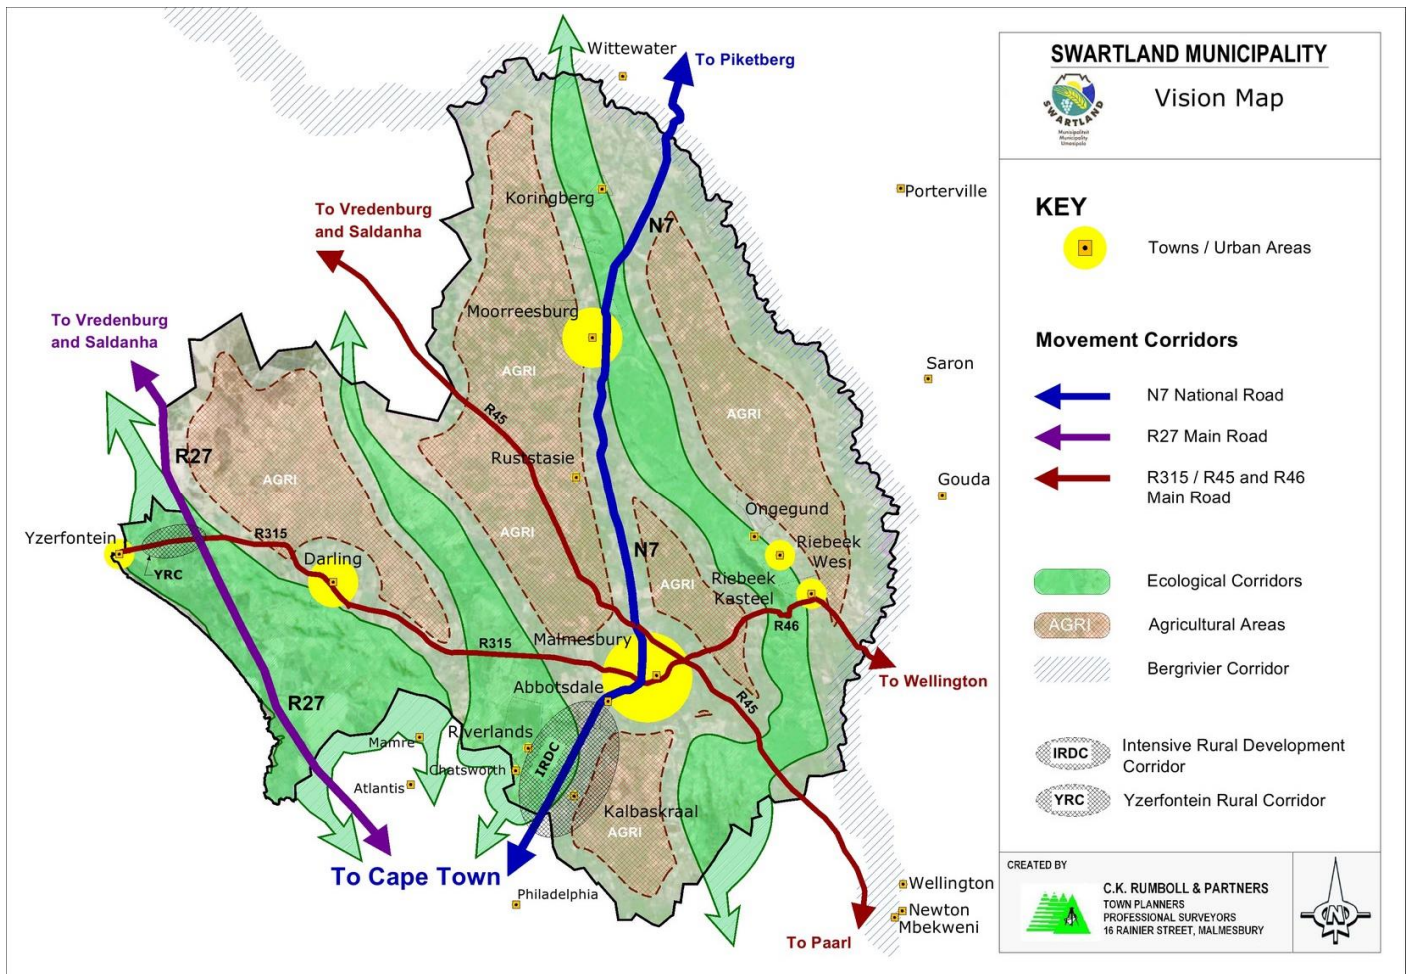 Wittewater
To Piketberg
Koringberg
Porterville
To Vredenburg
and Saldanha
N7
Moorreesburg
To Vredenburg
and Saldanha
AGRI
Saron
R45
AGRI
R27
Ruststasie
AGRI
Gouda
Ongegund
Yzerfontein
R315
AGRI
Riebeek
Wes
N7
Darling
YRC
AGRI
Riebeek
Kasteel
R46
Malmesbury
R315
To Wellington
Abbotsdale
R45
R27
Riverlands
Mamre
IRDC
Chatsworth
Atlantis
Kalbaskraal
AGRI
To Cape Town
Philadelphia
Wellington
Newton
Mbekweni
To Paarl
SWARTLAND MUNICIPALITY
Vision Map
SWARTLAND
Munisipaliteit
Municipality
Umasipala
KEY
Towns / Urban Areas
Movement Corridors
N7 National Road
R27 Main Road
R315 / R45 and R46
Main Road
Ecological Corridors
AGRI
Agricultural Areas
Bergrivier Corridor
IRDC
Intensive Rural Development
Corridor
YRC
Yzerfontein Rural Corridor
CREATED BY
C.K. RUMBOLL & PARTNERS
TOWN PLANNERS
PROFESSIONAL SURVEYORS
16 RAINIER STREET, MALMESBURY
N